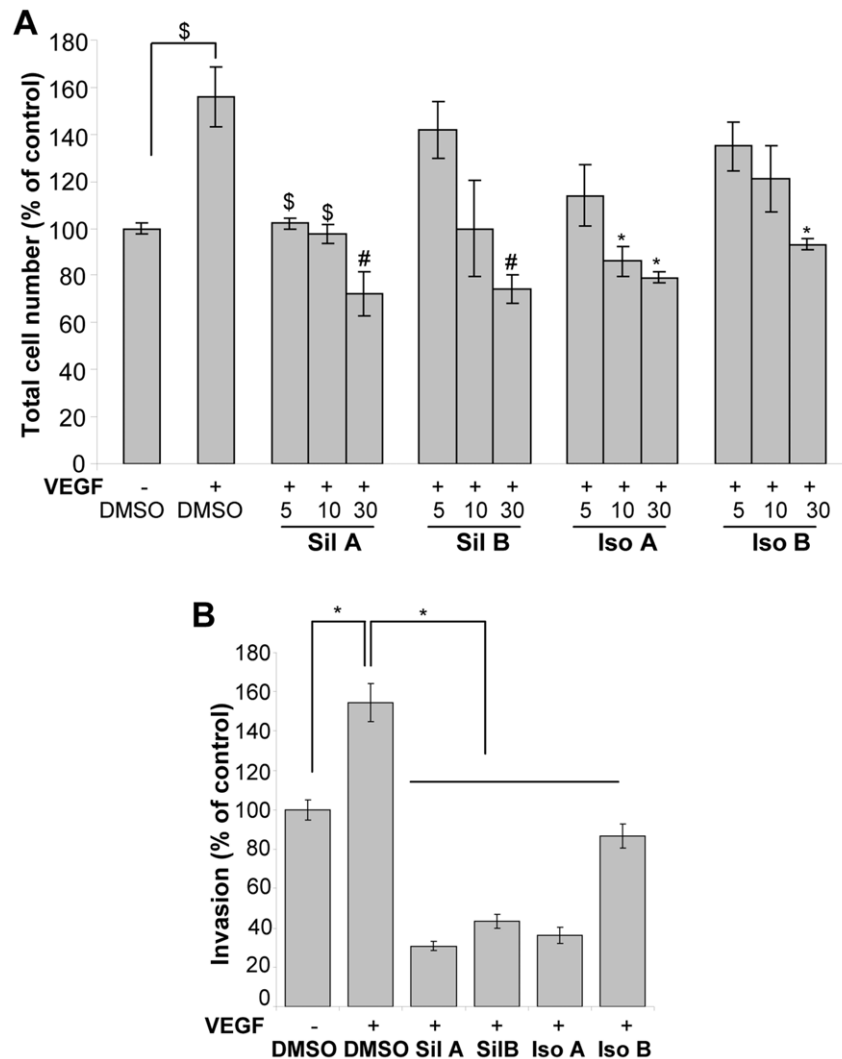 A
$
Total cell number (% of control)
180
160
140
120
100
80
60
40
20
0
$ $ # # * * *
VEGF - + + + + + + + + + + + + +
DMSO DMSO 5 10 30 5 10 30 5 10 30 5 10 30
Sil A Sil B Iso A Iso B
B
* *
Invasion (% of control)
180
160
140
120
100
80
60
40
20
0
VEGF - + + + + +
DMSO DMSO Sil A SilB Iso A Iso B